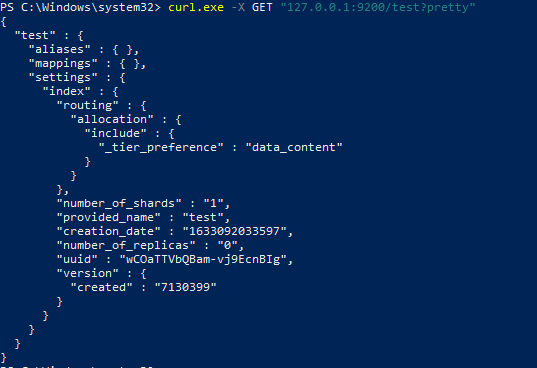 PS C:\Windows\system32> curl.exe -X GET "127.0.0.1:9200/test?pretty"
{
  "test" : {
    "aliases" : { },
    "mappings" : { },
    "settings" : {
      "index" : {
        "routing" : {
          "allocation" : {
            "include" : {
              "_tier_preference" : "data_content"
            }
          }
        },
        "number_of_shards" : "1",
        "provided_name" : "test",
        "creation_date" : "1633092033597",
        "number_of_replicas" : "0",
        "uuid" : "wCOaTTVbQBam-vj9EcnBIg",
        "version" : {
          "created" : "7130399"
        }
      }
    }
  }
}